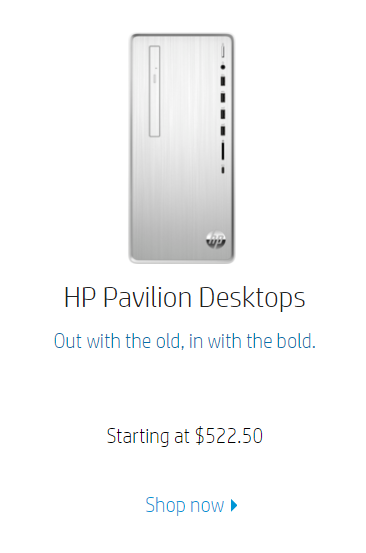 hp
HP Pavilion Desktops
Out with the old, in with the bold.
Starting at $522.50
Shop now